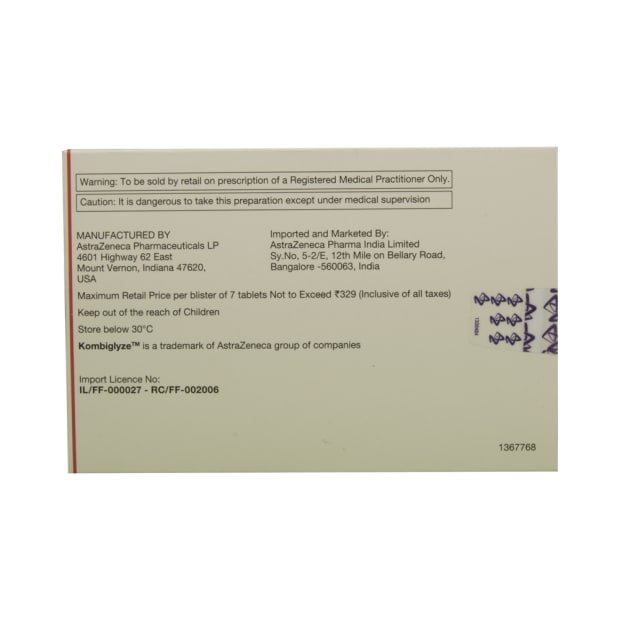 Warning: To be sold by retail on prescription of a Registered Medical Practitioner Only.
Caution: It is dangerous to take this preparation except under medical supervision
MANUFACTURED BY
AstraZeneca Pharmaceuticals LP
4601 Highway 62 East
Mount Vernon, Indiana 47620,
USA
Imported and Marketed By:
AstraZeneca Pharma India Limited
Sy.No, 5-2/E, 12th Mile on Bellary Road,
Bangalore -560063, India
Maximum Retail Price per blister of 7 tablets Not to Exceed ₹329 (Inclusive of all taxes)
Keep out of the reach of Children
Store below 30°C
Kombiglyze™ is a trademark of AstraZeneca group of companies
Import Licence No:
IL/FF-000027 - RC/FF-002006
1367768